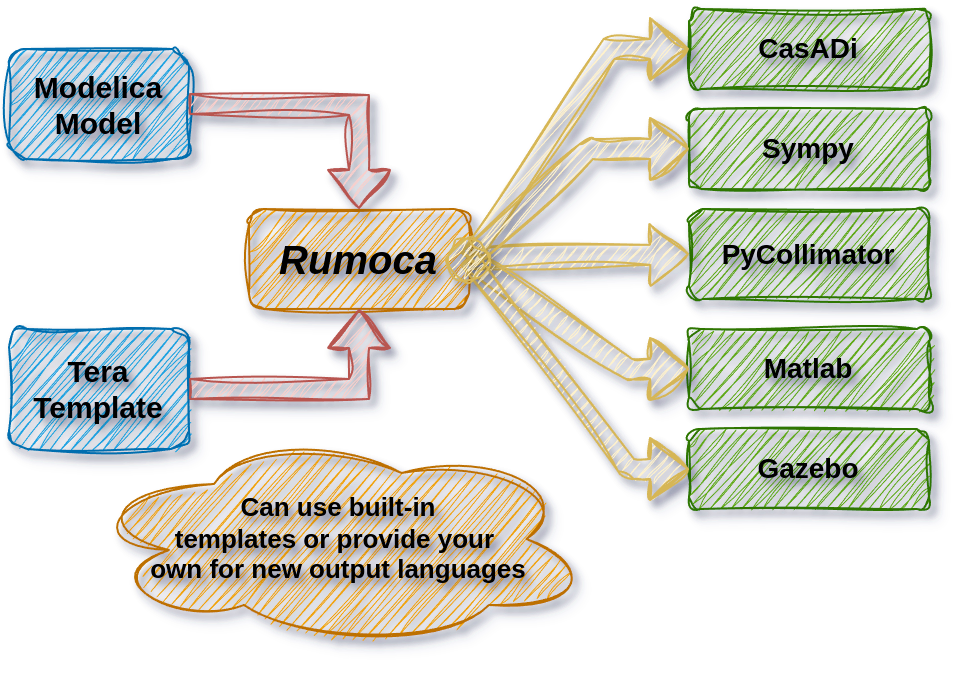 Modelica
Model
Rumoca
Tera
Template
Can use built-in
templates or provide your
own for new output languages
CasADi
Sympy
PyCollimator
Matlab
Gazebo